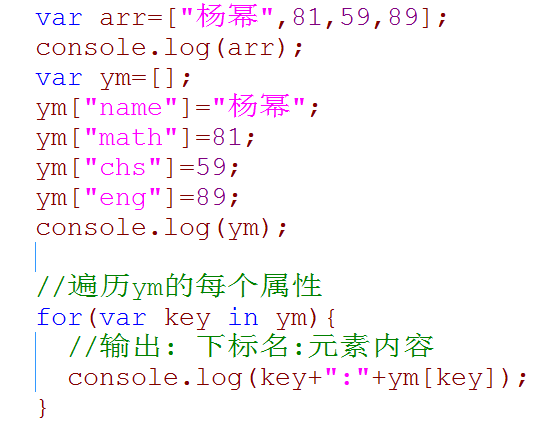 var arr=["杨幂",81,59,89];
console.log(arr);
var ym=[];
ym["name"]="杨幂";
ym["math"]=81;
ym["chs"]=59;
ym["eng"]=89;
console.log(ym);
//遍历ym的每个属性
for(var key in ym){
//输出: 下标名:元素内容
console.log(key+":"+ym[key]);
}